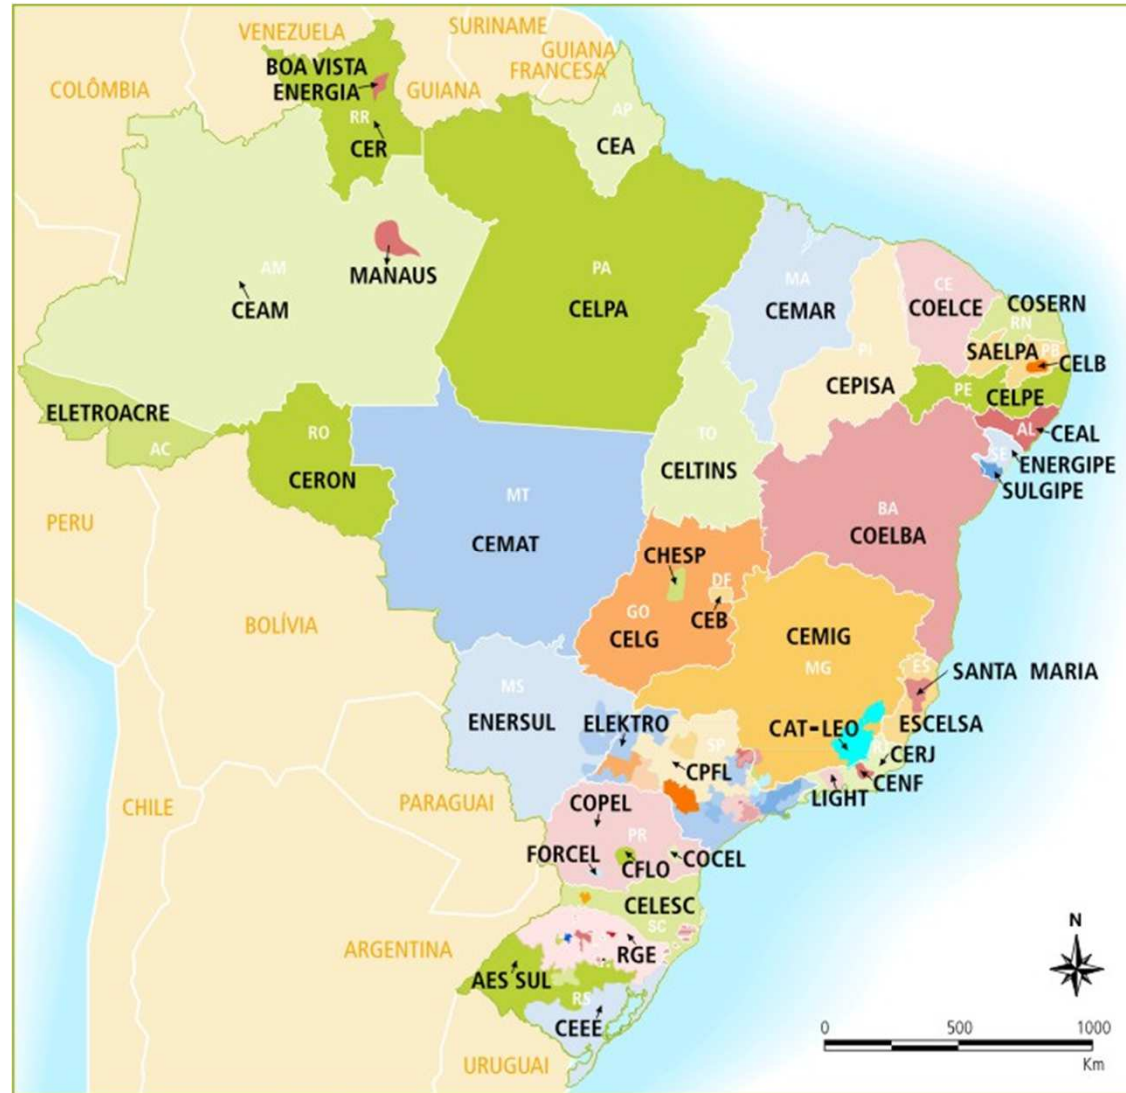 SURINAME
VENEZUELA
GUIANA
FRANCESA
BOA VISTA
ENERGIA
COLÔMBIA
GUIANA
AP
RR
CER
CEA
AM
MANAUS
CEAM
PA
CELPA
MA
CEMAR
CE
COELCE
COSERN
RN
PI
SAELPA
PB
CELB
CEPISA
PE
CELPE
ELETROACRE
AC
RO
CERON
TO
CELTINS
AL
CEAL
SE
ENERGIPE
SULGIPE
MT
CEMAT
BA
COELBA
PERU
CHESP
DF
GO
CEB
CELG
BOLÍVIA
CEMIG
MG
ES
SANTA MARIA
MS
ENERSUL
ELEKTRO
SP
CPFL
CAT-LEO
ESCELSA
RJ
CERJ
CENF
LIGHT
CHILE
PARAGUAI
COPEL
PR
FORCEL
CFLO
COCEL
CELESC
SC
ARGENTINA
RGE
AES SUL
RS
CEEE
URUGUAI
N
0 500 1000
Km